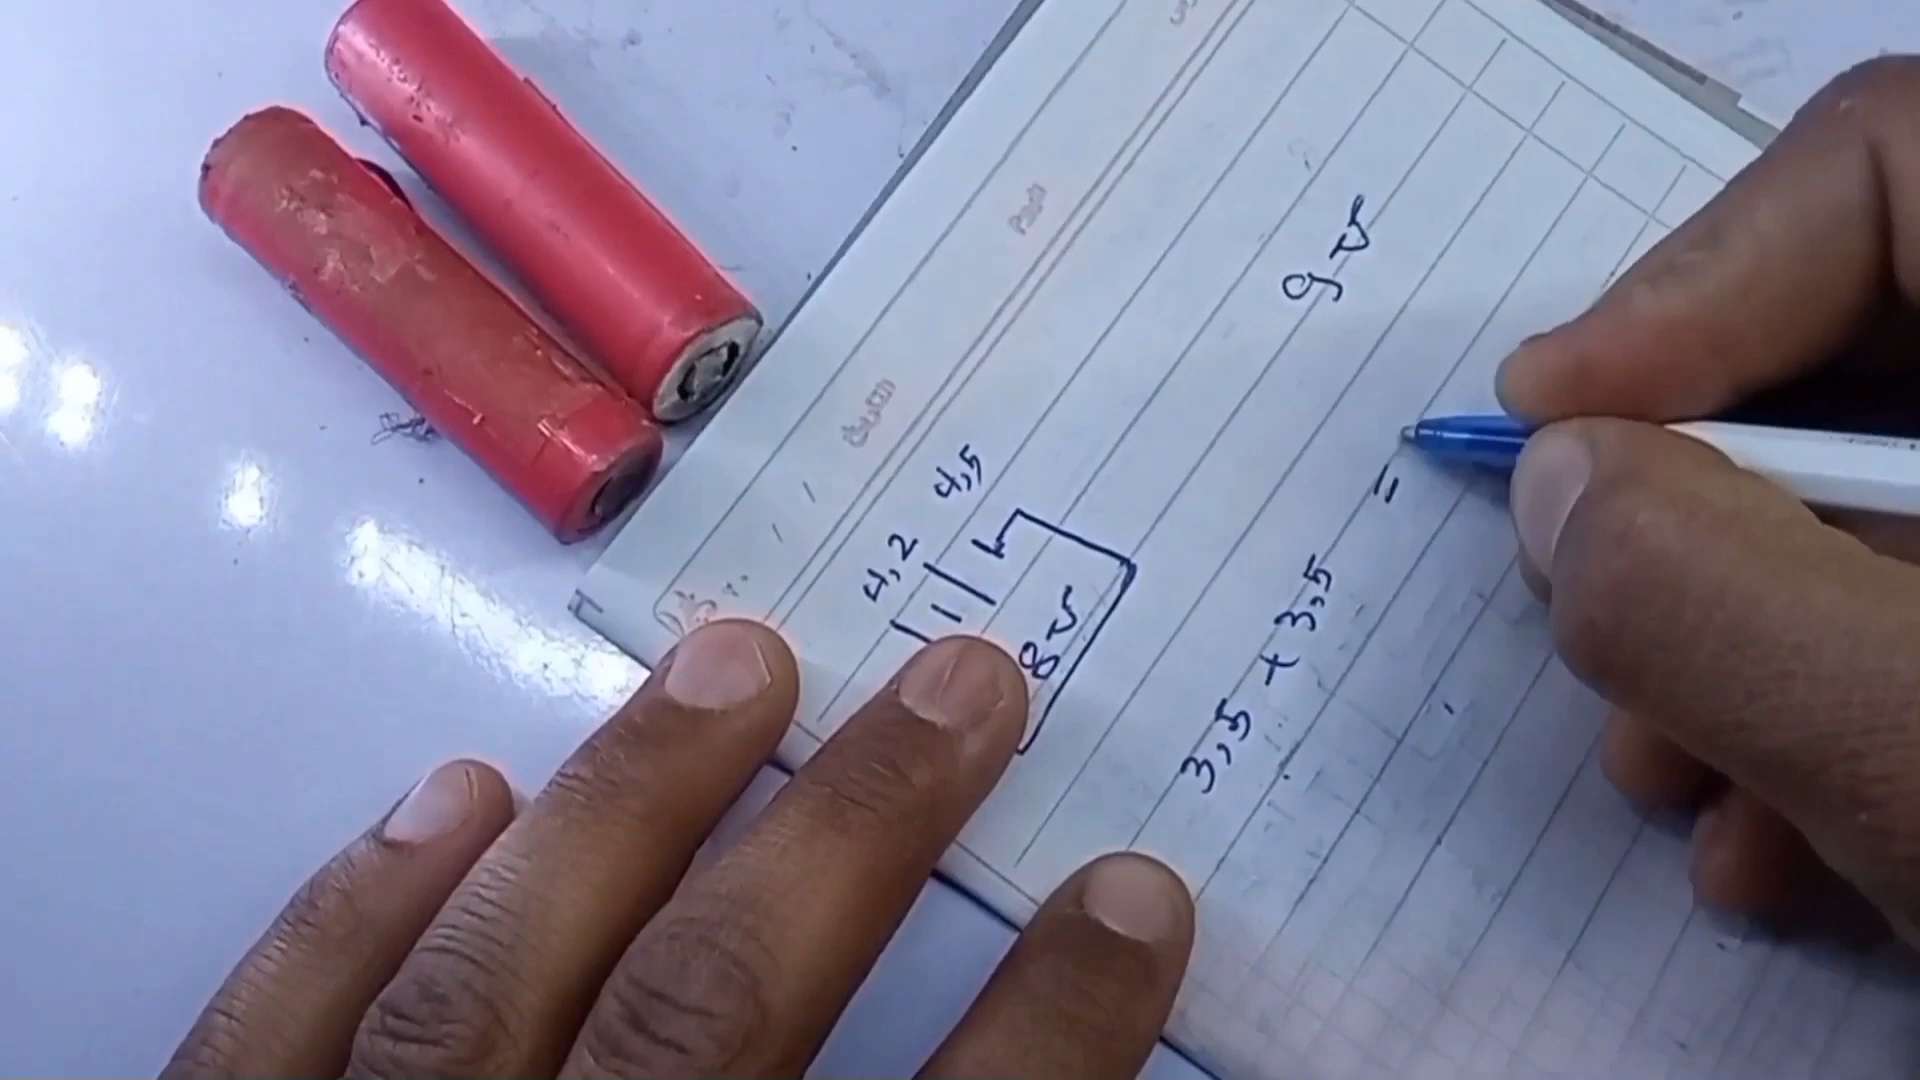 4,2 4,5
8v
9v
3,5 + 3,5 =